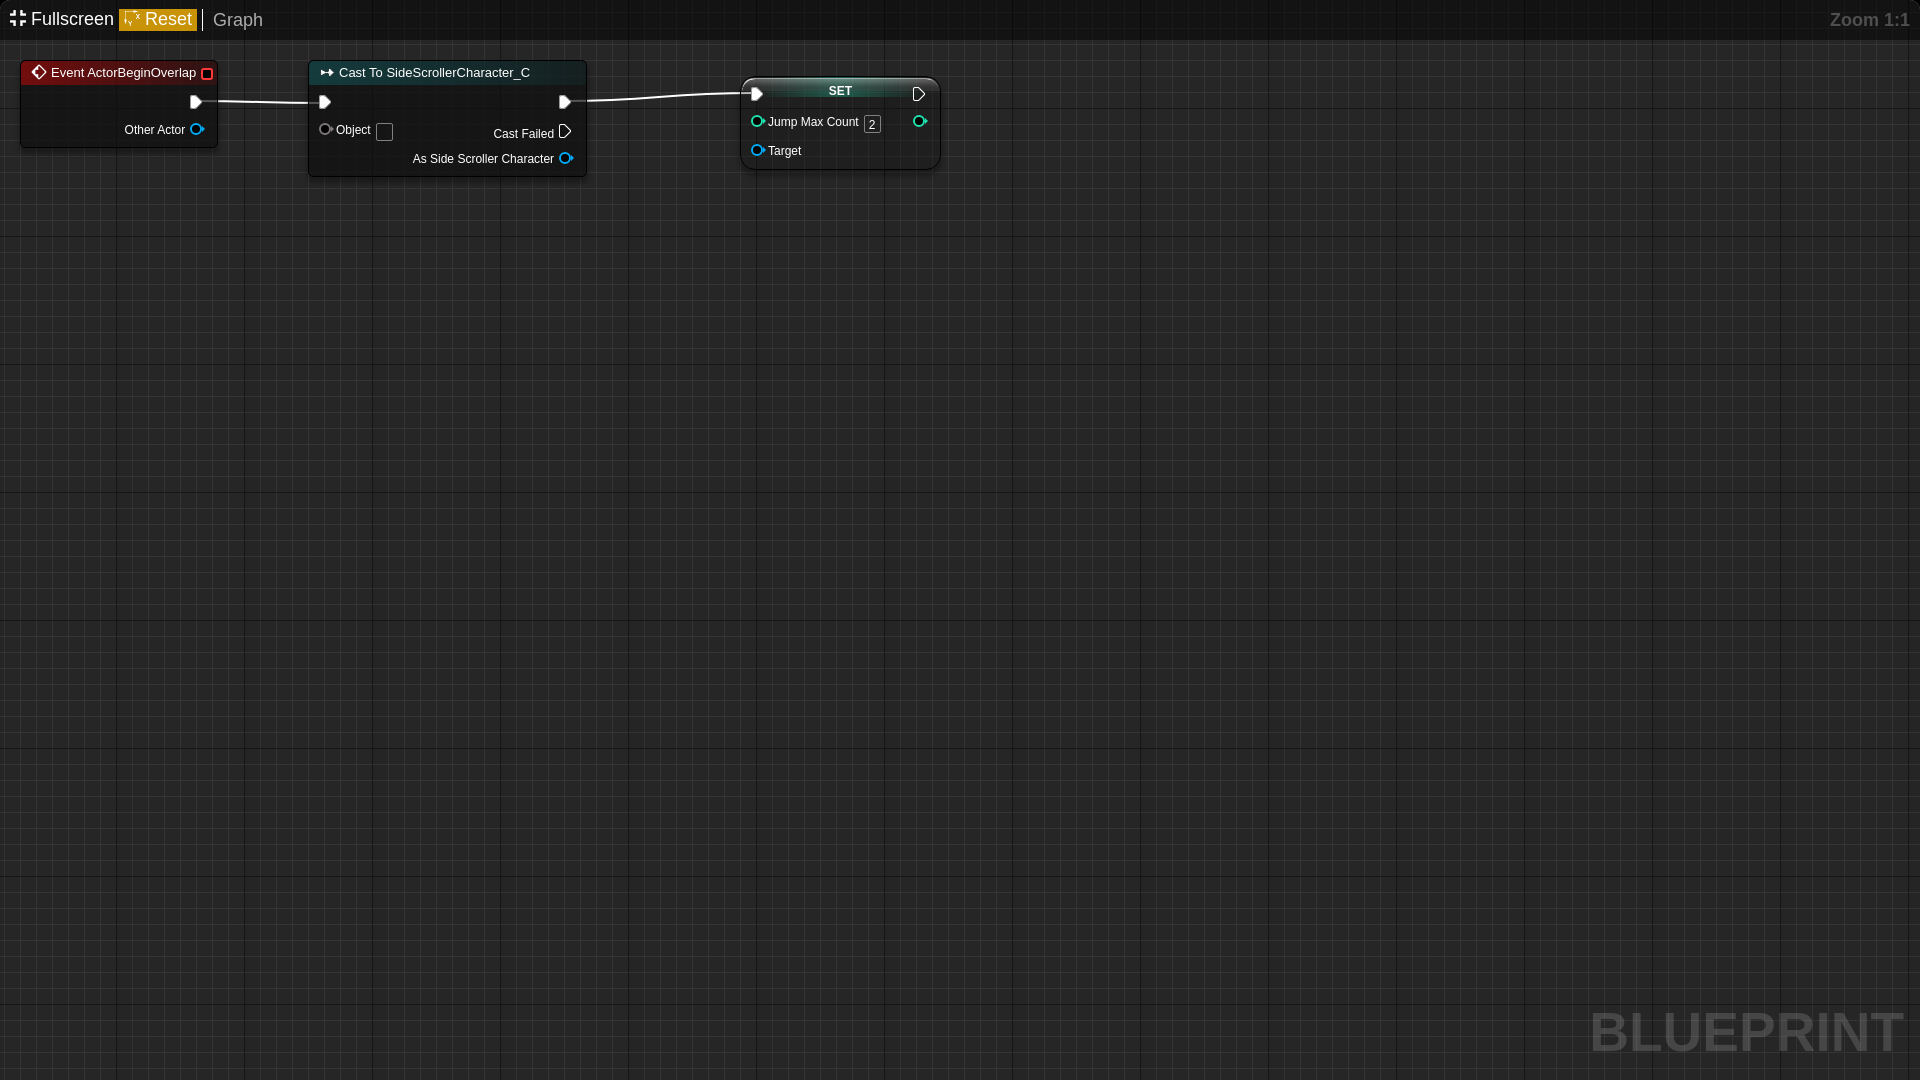 Fullscreen Reset Graph Zoom 1:1
Event ActorBeginOverlap
Other Actor
Cast To SideScrollerCharacter_C
Object
Cast Failed
As Side Scroller Character
SET
Jump Max Count 2
Target
BLUEPRINT